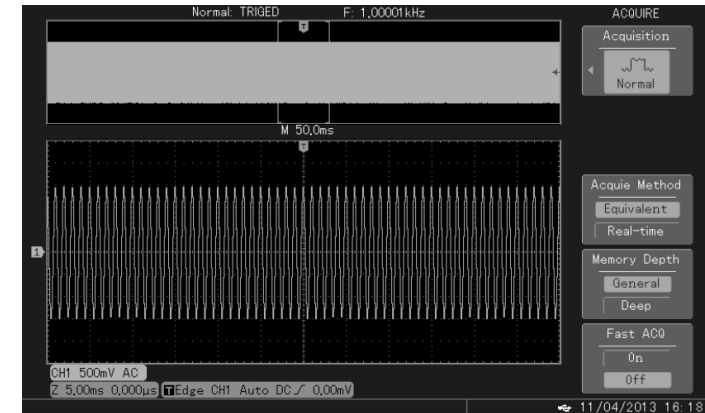 Normal: TRIGED F: 1.00001kHz ACQUIRE
T
Acquisition
Normal
M 50.0ms
T
Acquie Method
Equivalent
Real-time
1
Memory Depth
General
Deep
Fast ACQ
On
Off
CH1 500mV AC
Z 5.00ms 0.000µs TEdge CH1 Auto DC 0.00mV
11/04/2013 16:18